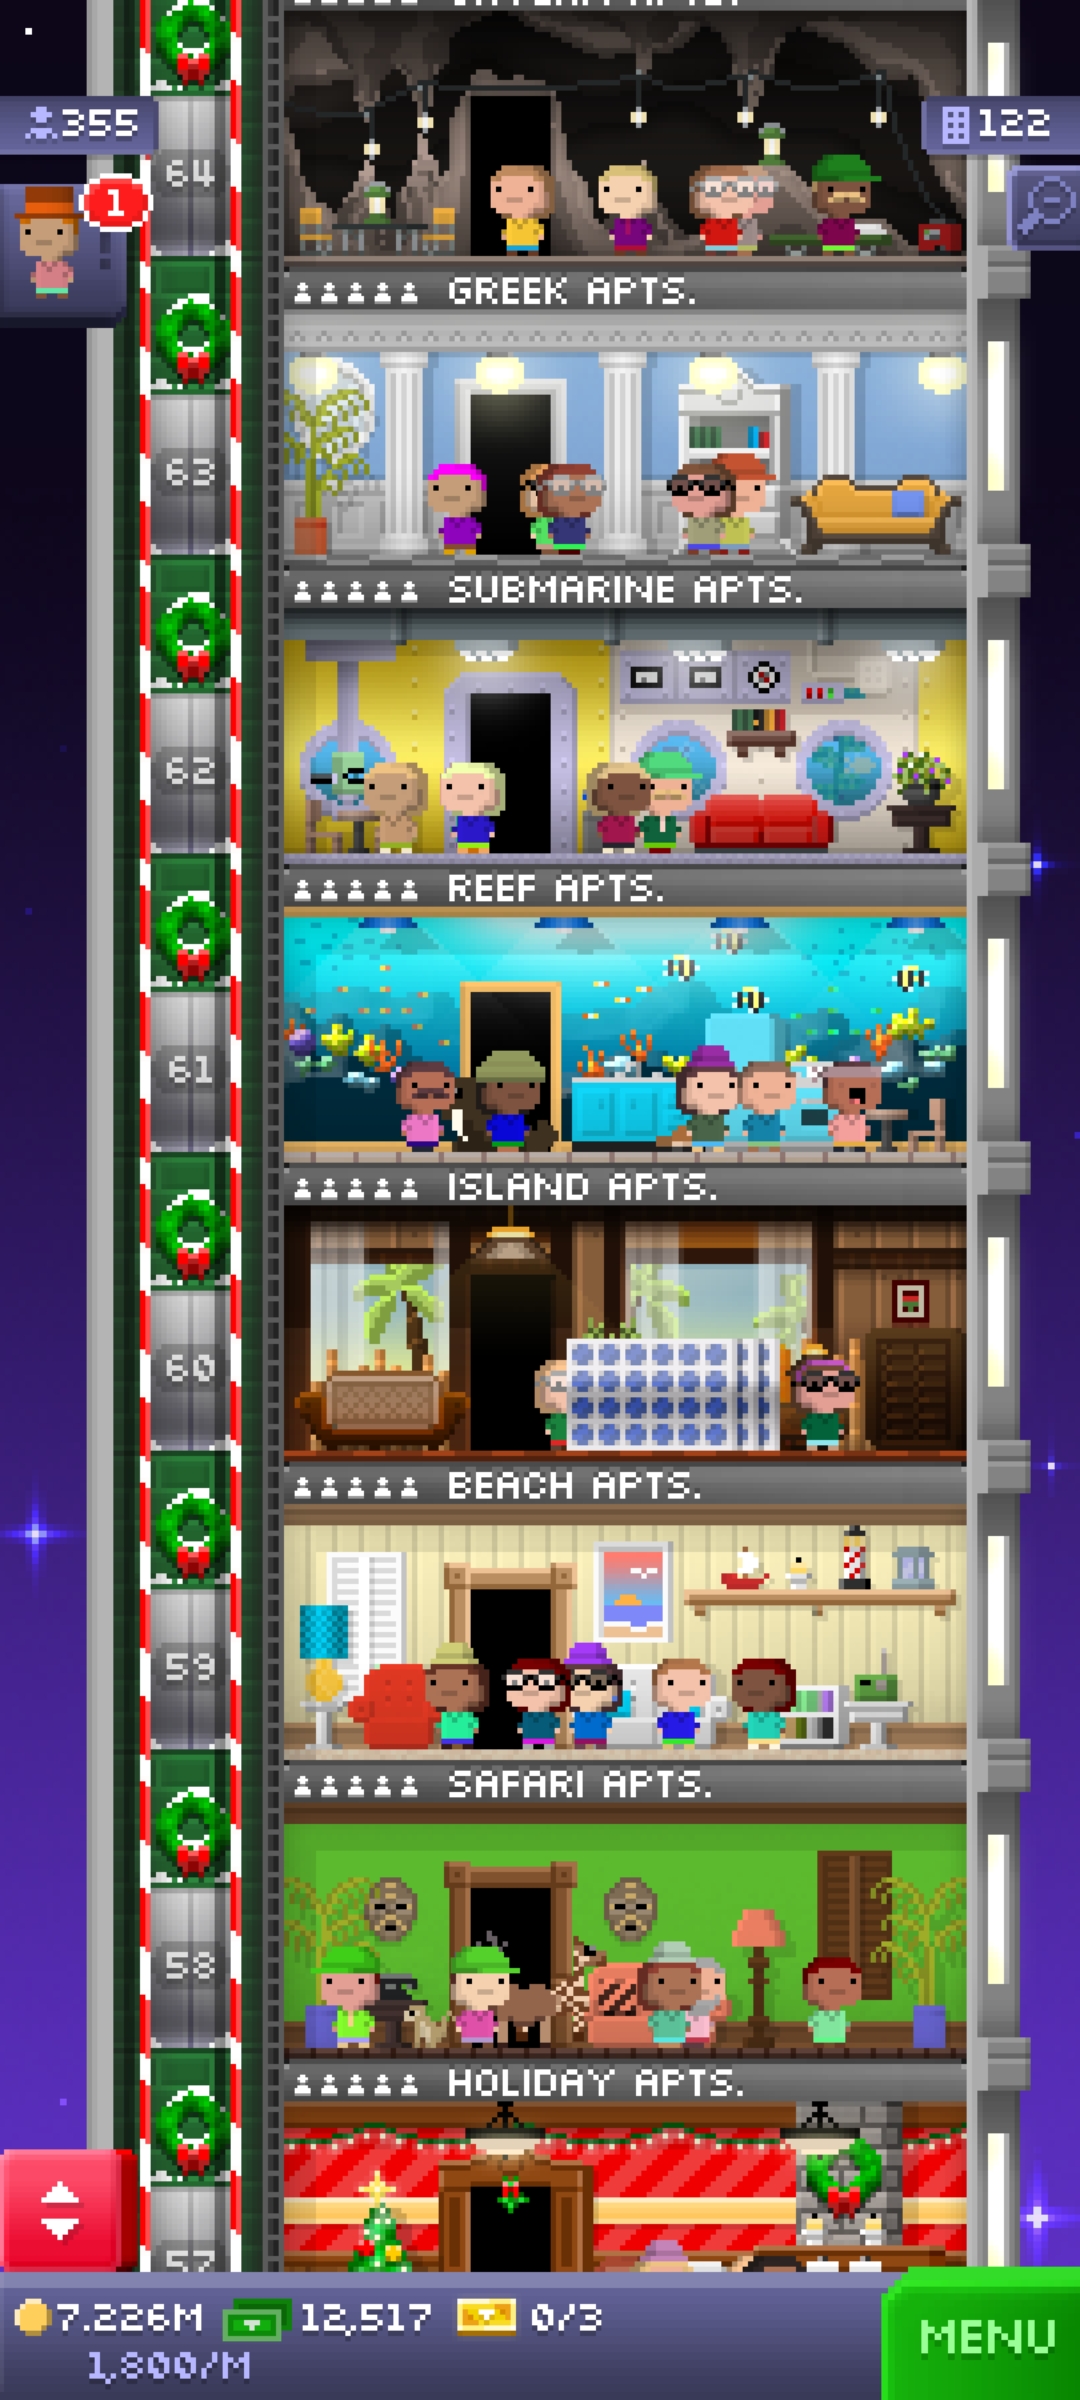 355
122
1
64
GREEK APTS.
63
SUBMARINE APTS.
62
REEF APTS.
61
ISLAND APTS.
60
BEACH APTS.
59
SAFARI APTS.
58
HOLIDAY APTS.
57
7.226M 12,517 0/3
1,800/M
MENU